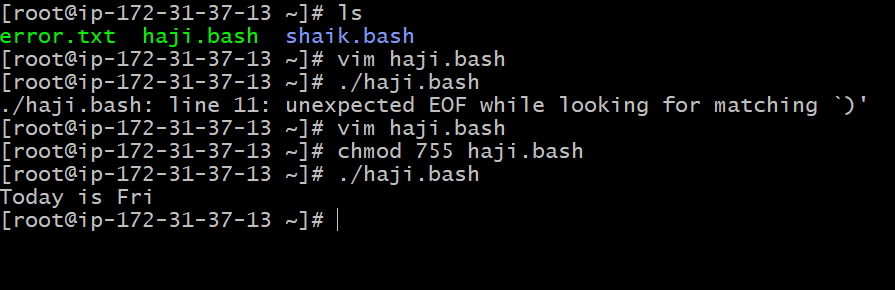 [root@ip-172-31-37-13 ~]# ls
error.txt  haji.bash  shaik.bash
[root@ip-172-31-37-13 ~]# vim haji.bash
[root@ip-172-31-37-13 ~]# ./haji.bash
./haji.bash: line 11: unexpected EOF while looking for matching `)'
[root@ip-172-31-37-13 ~]# vim haji.bash
[root@ip-172-31-37-13 ~]# chmod 755 haji.bash
[root@ip-172-31-37-13 ~]# ./haji.bash
Today is Fri
[root@ip-172-31-37-13 ~]#